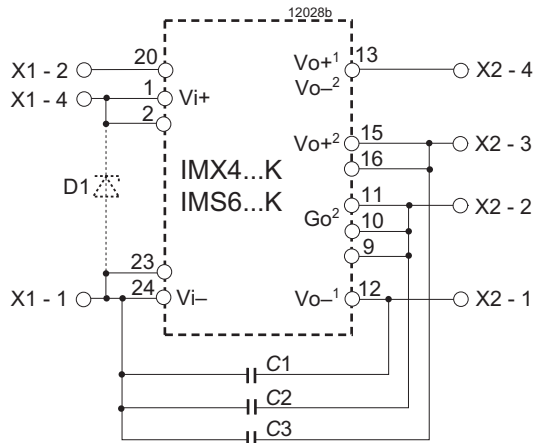 12028b
X1 - 2
20
Vo+¹
13
X2 - 4
X1 - 4
1
Vi+
Vo–²
2
Vo+²
15
X2 - 3
16
IMX4...K
D1
IMS6...K
11
X2 - 2
Go²
10
9
23
X1 - 1
24
Vi–
Vo–¹
12
X2 - 1
C1
C2
C3